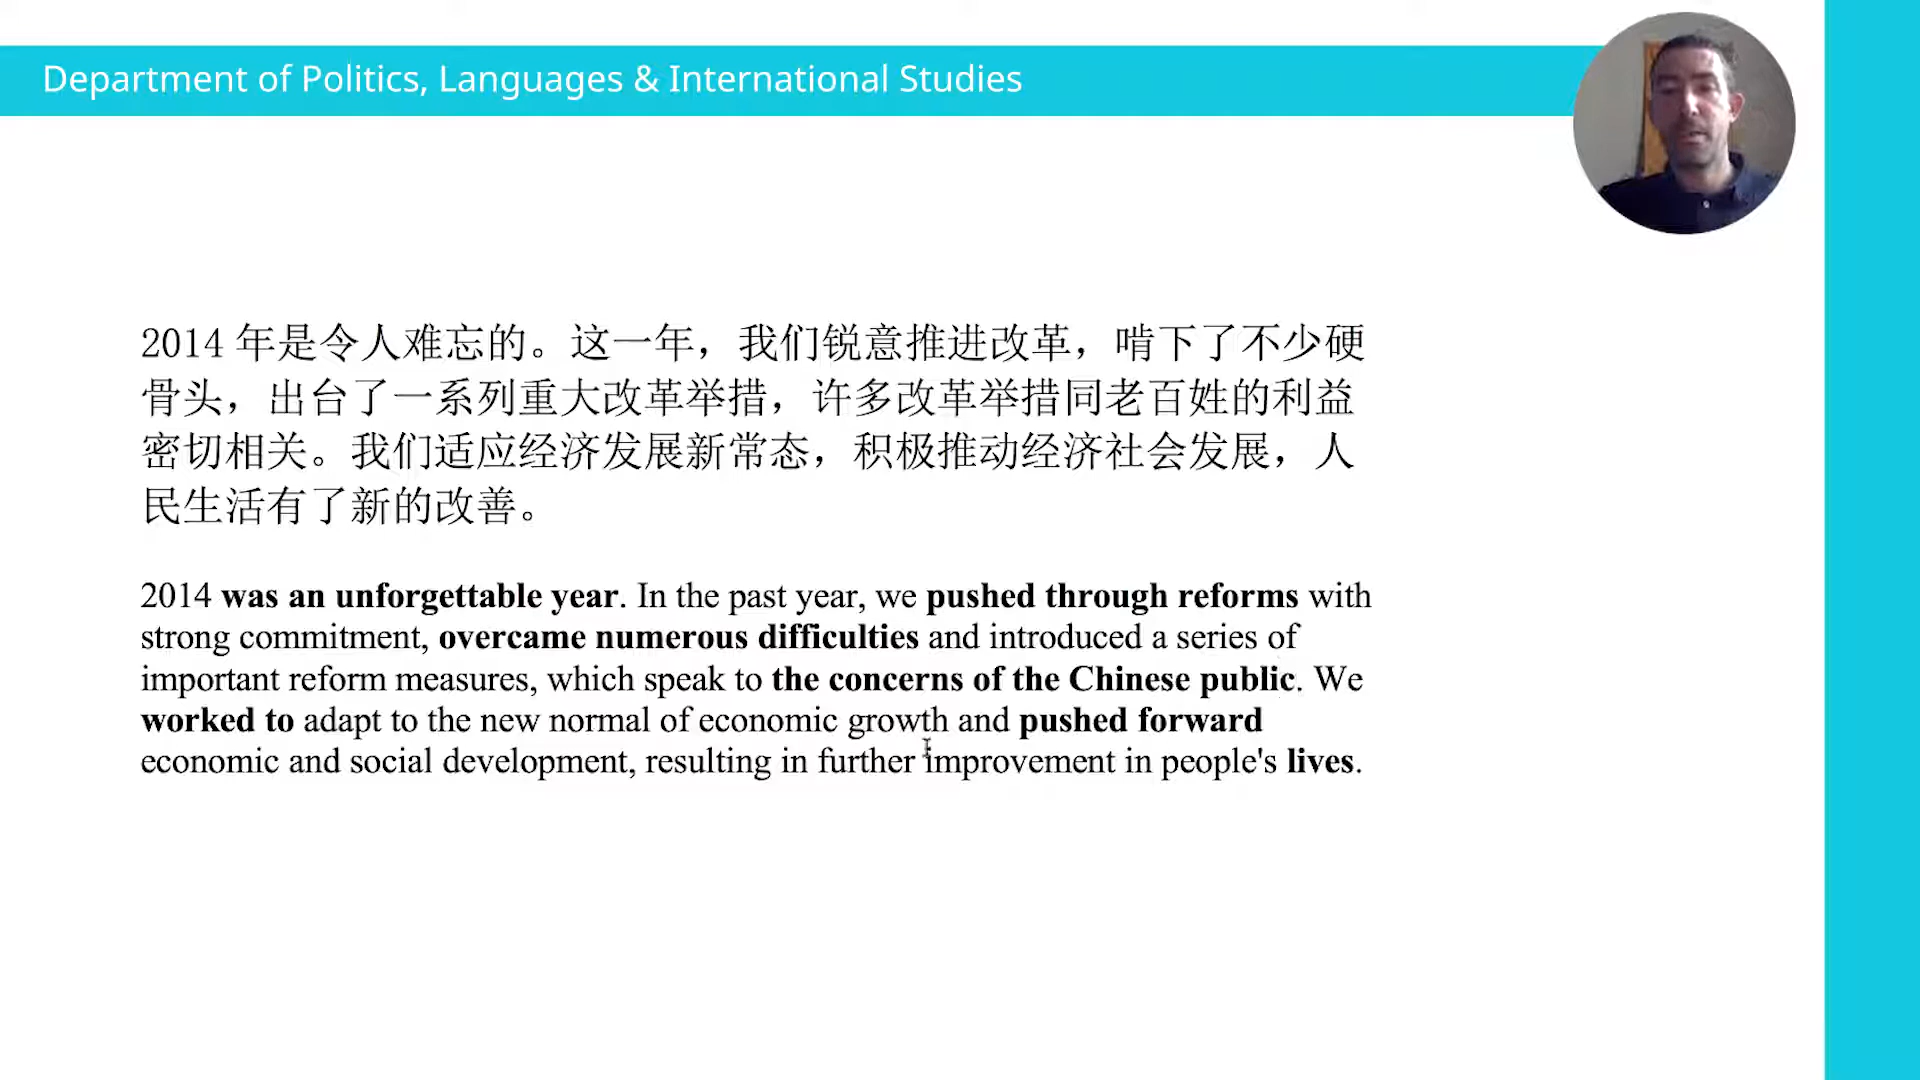 Department of Politics, Languages & International Studies
2014 年是令人难忘的。这一年，我们锐意推进改革，啃下了不少硬
骨头，出台了一系列重大改革举措，许多改革举措同老百姓的利益
密切相关。我们适应经济发展新常态，积极推动经济社会发展，人
民生活有了新的改善。
2014 was an unforgettable year. In the past year, we pushed through reforms with
strong commitment, overcame numerous difficulties and introduced a series of
important reform measures, which speak to the concerns of the Chinese public. We
worked to adapt to the new normal of economic growth and pushed forward
economic and social development, resulting in further improvement in people's lives.